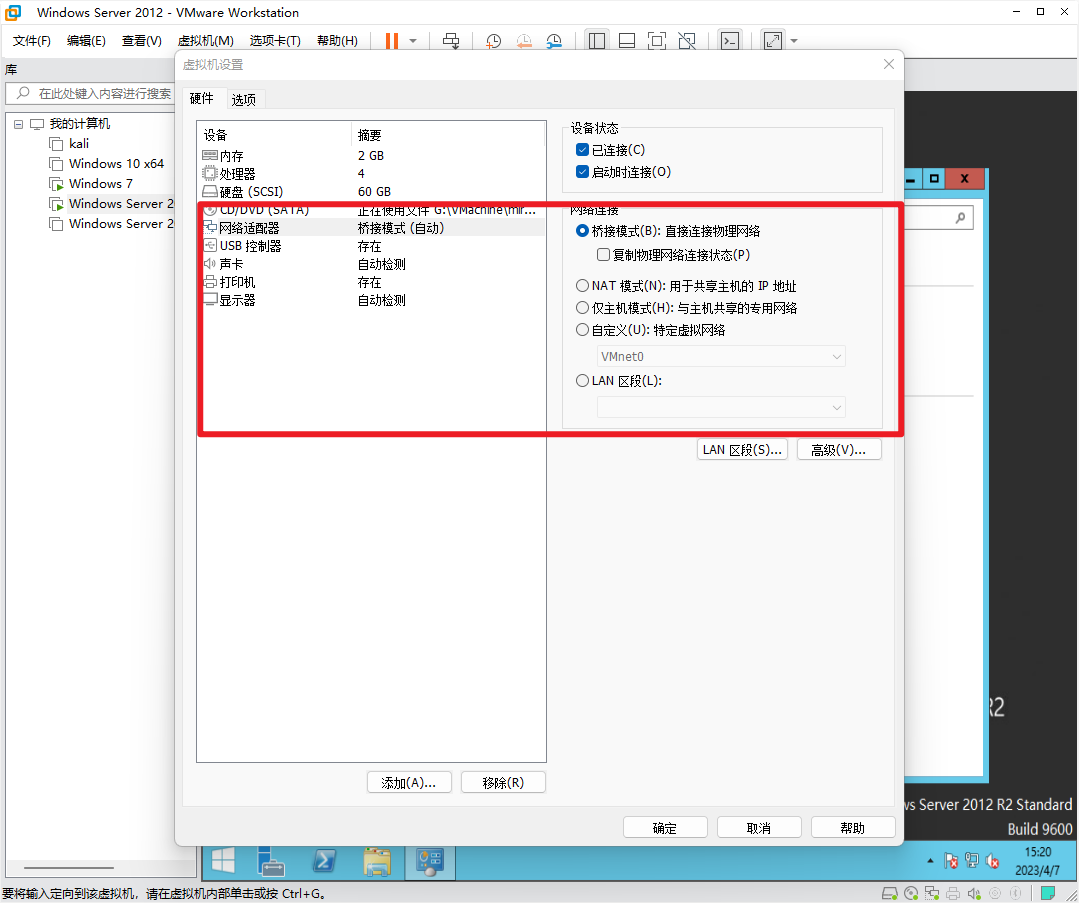 Windows Server 2012 - VMware Workstation
文件(F) 编辑(E) 查看(V) 虚拟机(M) 选项卡(T) 帮助(H)
库
在此处键入内容进行搜索
我的计算机
kali
Windows 10 x64
Windows 7
Windows Server 2
Windows Server 2
虚拟机设置
硬件 选项
设备 摘要
内存 2 GB
处理器 4
硬盘 (SCSI) 60 GB
CD/DVD (SATA) 正在使用文件 G:\VMachine\mir...
网络适配器 桥接模式 (自动)
USB 控制器 存在
声卡 自动检测
打印机 存在
显示器 自动检测
添加(A)... 移除(R)
设备状态
已连接(C)
启动时连接(O)
网络连接
桥接模式(B): 直接连接物理网络
复制物理网络连接状态(P)
NAT 模式(N): 用于共享主机的 IP 地址
仅主机模式(H): 与主机共享的专用网络
自定义(U): 特定虚拟网络
VMnet0
LAN 区段(L):
LAN 区段(S)... 高级(V)...
确定 取消 帮助
R2
ws Server 2012 R2 Standard
Build 9600
15:20
2023/4/7
要将输入定向到该虚拟机，请在虚拟机内部单击或按 Ctrl+G。